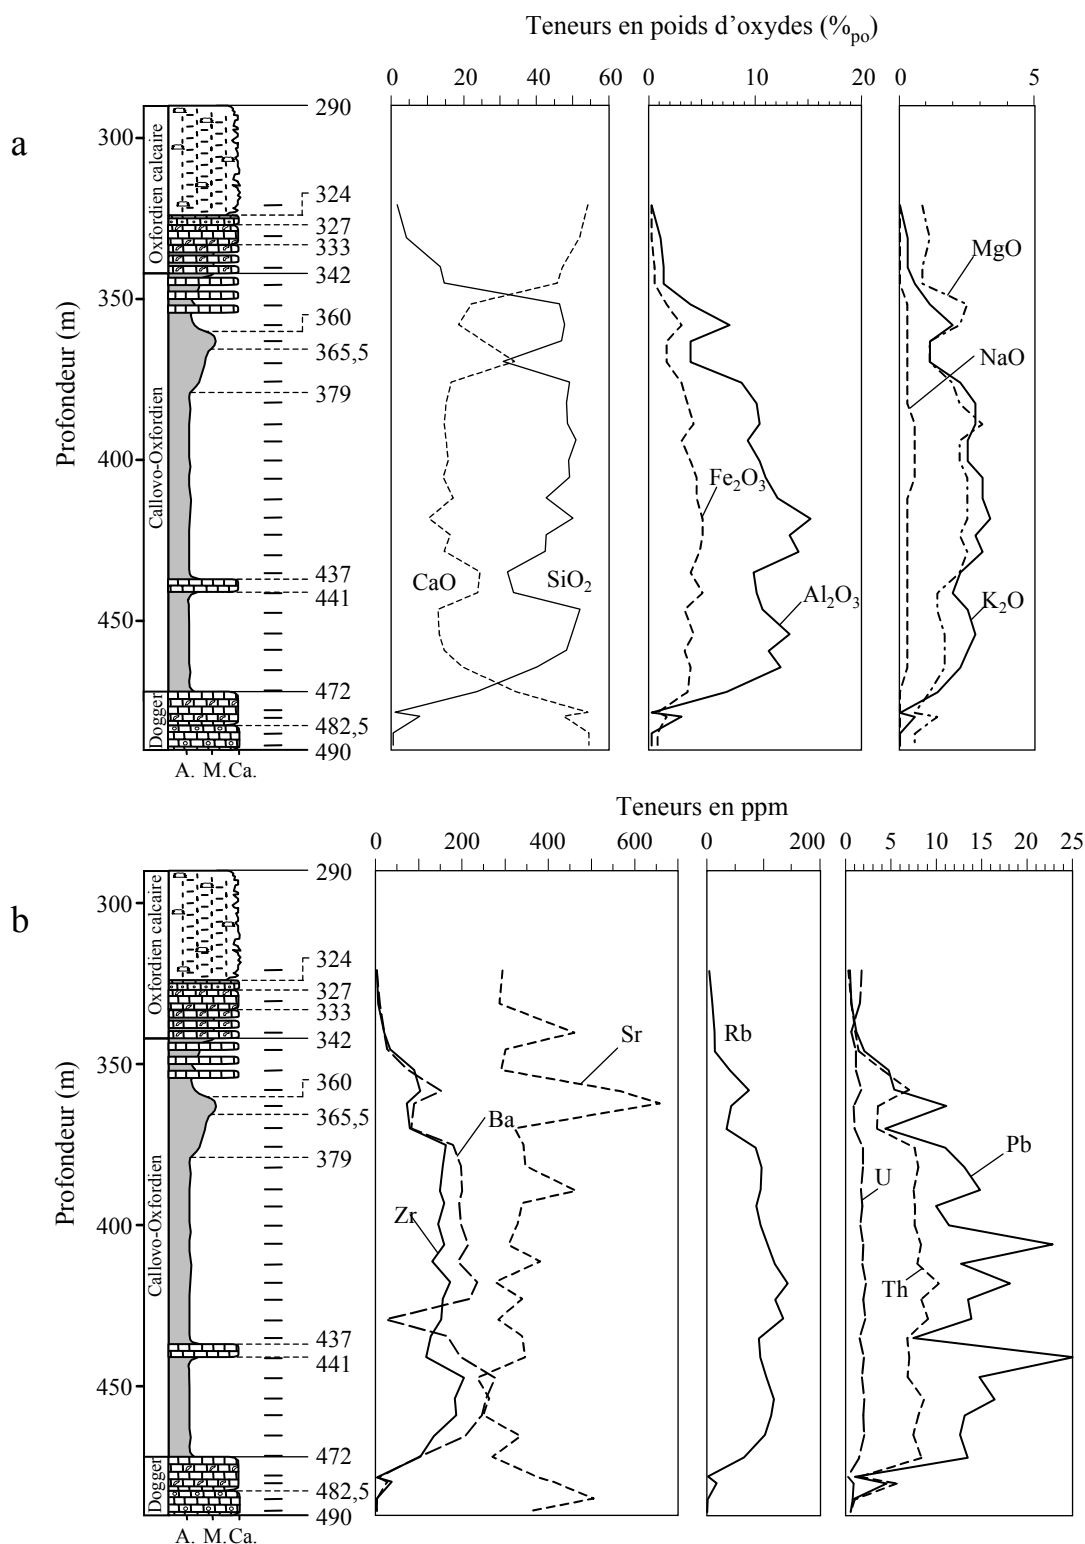 Teneurs en poids d'oxydes (%po)
0 20 40 60 0 10 20 0 5
a
Profondeur (m)
300
350
400
450
Oxfordien calcaire
Callovo-Oxfordien
Dogger
290
324
327
333
342
360
365,5
379
437
441
472
482,5
490
A. M. Ca.
CaO
SiO2
Fe2O3
Al2O3
MgO
NaO
K2O
Teneurs en ppm
0 200 400 600 0 200 0 5 10 15 20 25
b
Profondeur (m)
300
350
400
450
Oxfordien calcaire
Callovo-Oxfordien
Dogger
290
324
327
333
342
360
365,5
379
437
441
472
482,5
490
A. M. Ca.
Sr
Ba
Zr
Rb
Pb
U
Th